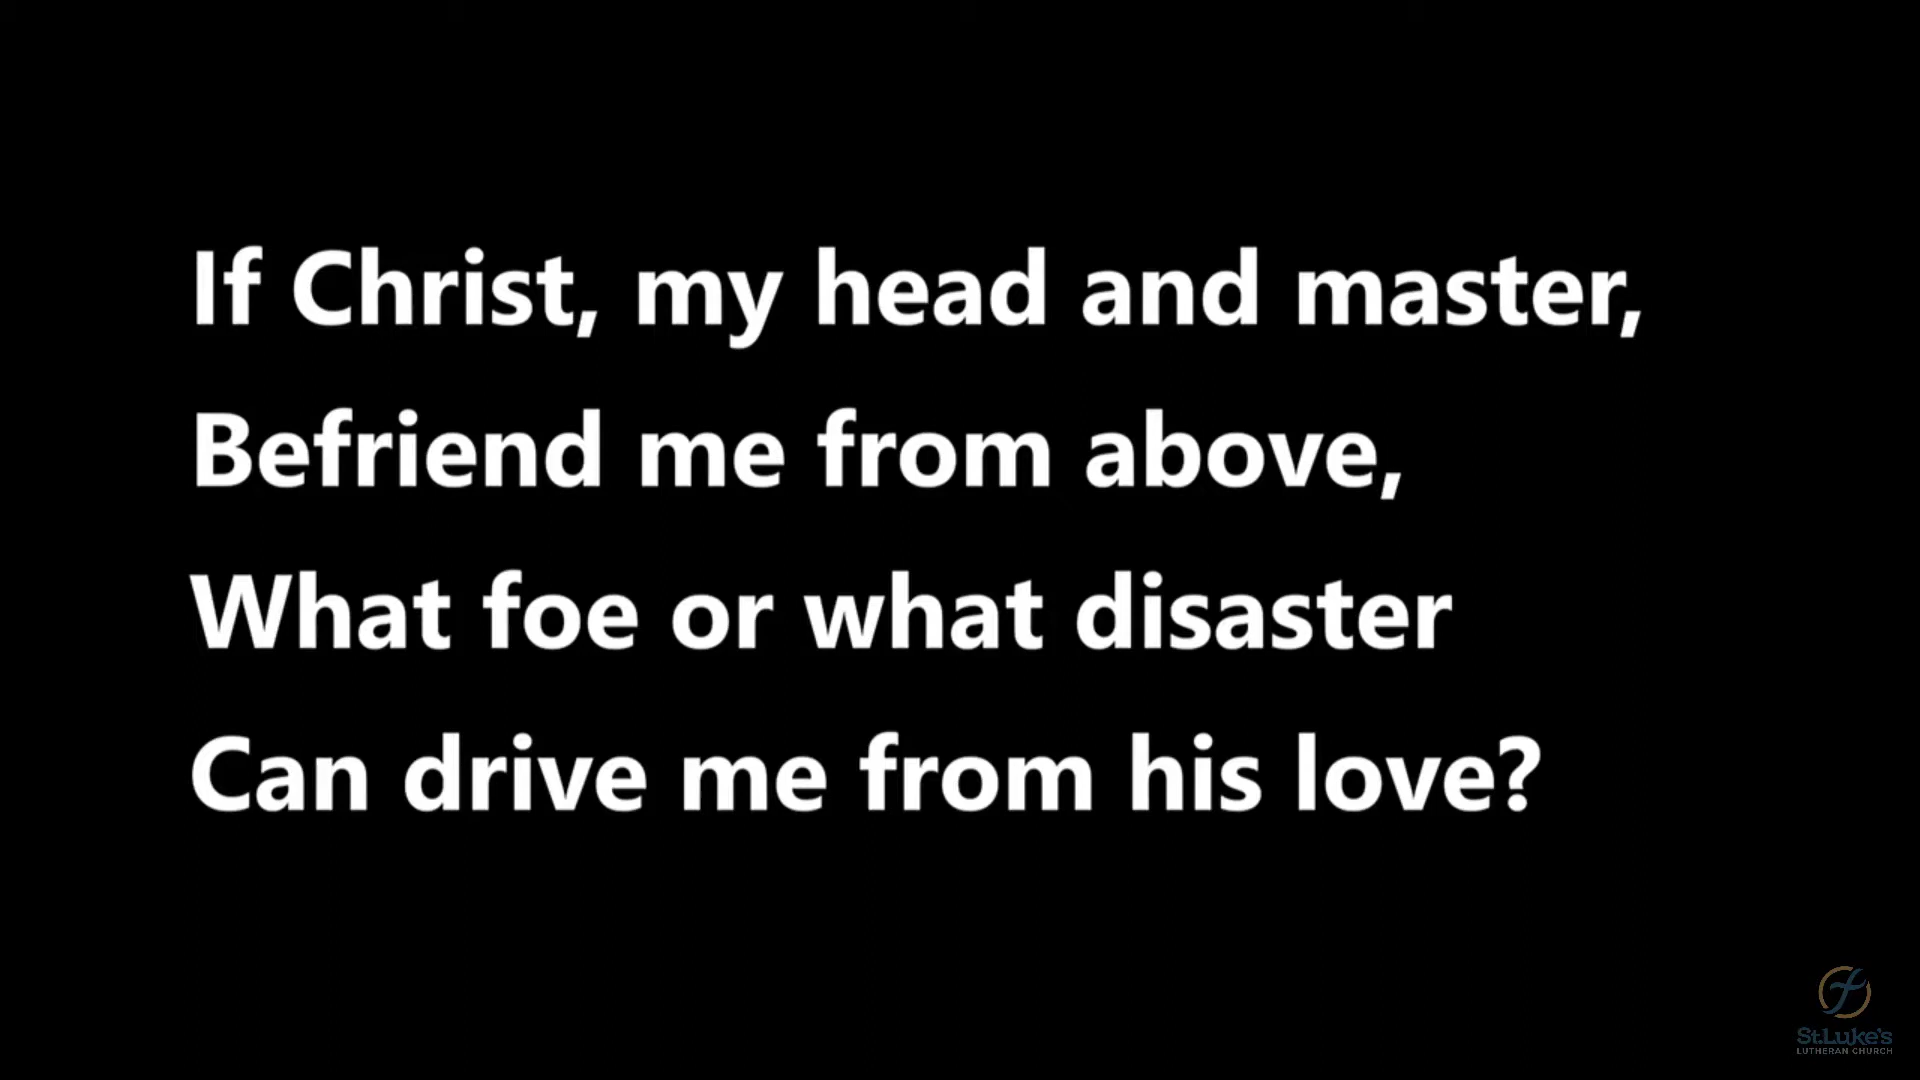 If Christ, my head and master,
Befriend me from above,
What foe or what disaster
Can drive me from his love?
St.Luke's
LUTHERAN CHURCH